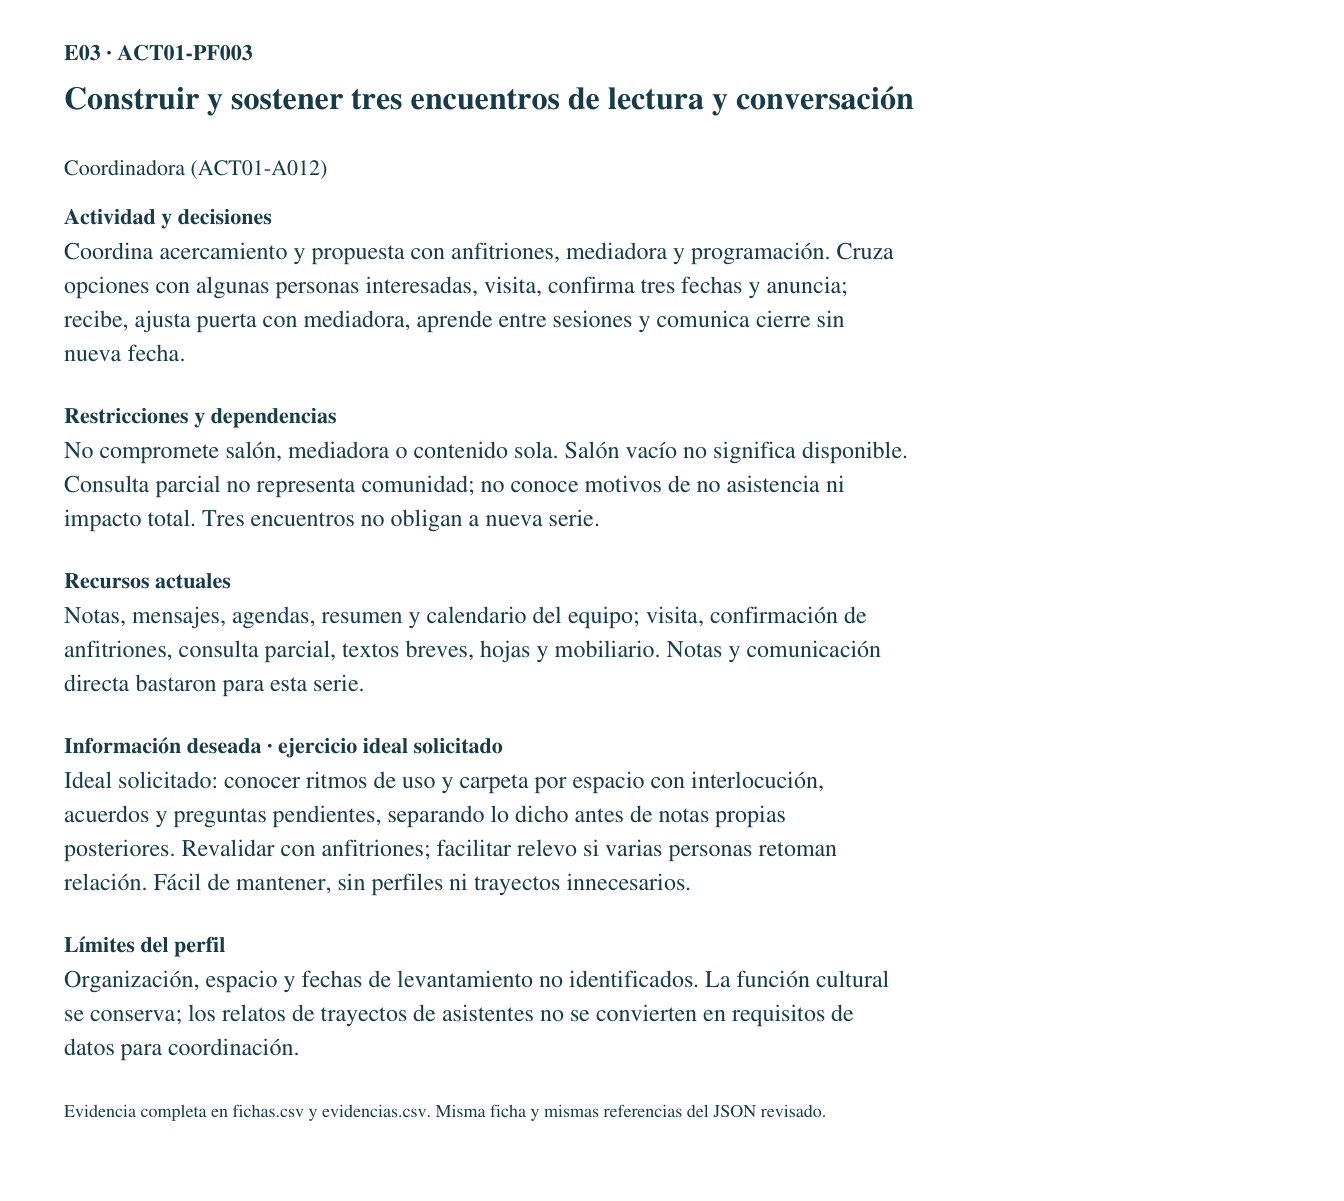 E03 · ACT01-PF003
Construir y sostener tres encuentros de lectura y conversación
Coordinadora (ACT01-A012)
Actividad y decisiones
Coordina acercamiento y propuesta con anfitriones, mediadora y programación. Cruza
opciones con algunas personas interesadas, visita, confirma tres fechas y anuncia;
recibe, ajusta puerta con mediadora, aprende entre sesiones y comunica cierre sin
nueva fecha.
Restricciones y dependencias
No compromete salón, mediadora o contenido sola. Salón vacío no significa disponible.
Consulta parcial no representa comunidad; no conoce motivos de no asistencia ni
impacto total. Tres encuentros no obligan a nueva serie.
Recursos actuales
Notas, mensajes, agendas, resumen y calendario del equipo; visita, confirmación de
anfitriones, consulta parcial, textos breves, hojas y mobiliario. Notas y comunicación
directa bastaron para esta serie.
Información deseada · ejercicio ideal solicitado
Ideal solicitado: conocer ritmos de uso y carpeta por espacio con interlocución,
acuerdos y preguntas pendientes, separando lo dicho antes de notas propias
posteriores. Revalidar con anfitriones; facilitar relevo si varias personas retoman
relación. Fácil de mantener, sin perfiles ni trayectos innecesarios.
Límites del perfil
Organización, espacio y fechas de levantamiento no identificados. La función cultural
se conserva; los relatos de trayectos de asistentes no se convierten en requisitos de
datos para coordinación.
Evidencia completa en fichas.csv y evidencias.csv. Misma ficha y mismas referencias del JSON revisado.